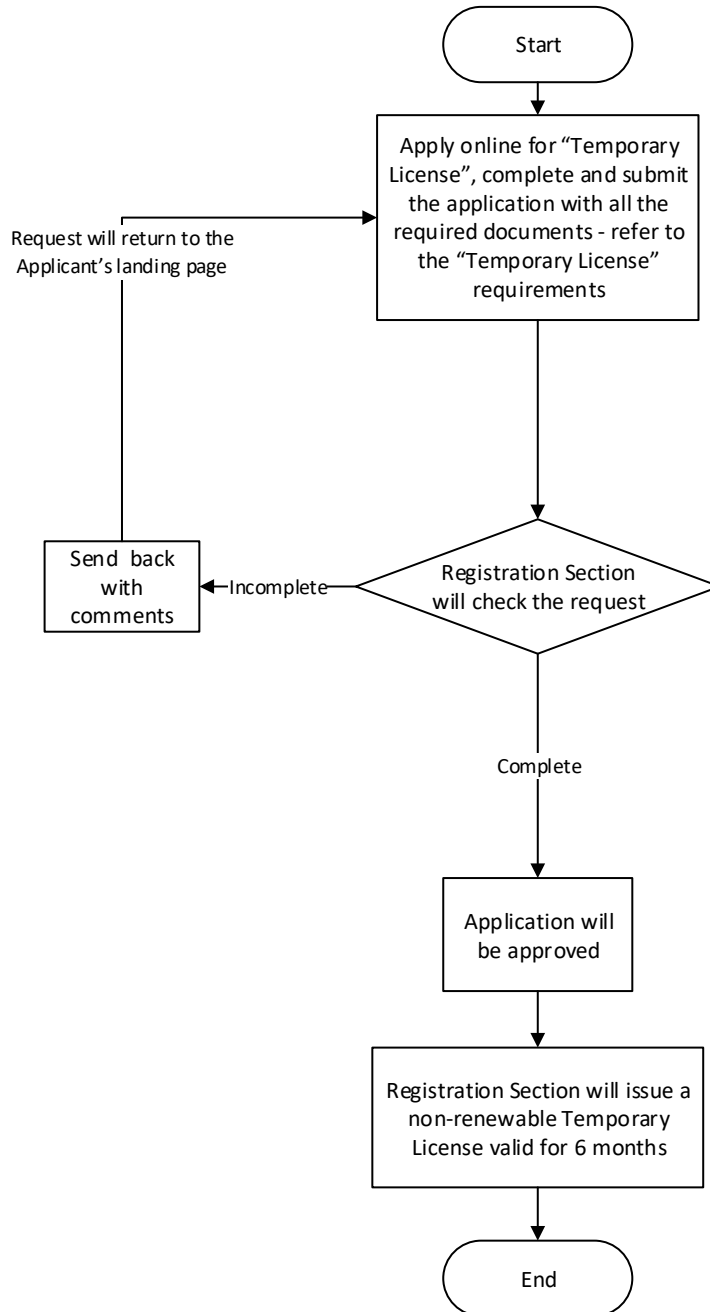 Start
Apply online for “Temporary
License”, complete and submit
the application with all the
required documents - refer to
the “Temporary License”
requirements
Request will return to the
Applicant’s landing page
Send back
with
comments
Incomplete
Registration Section
will check the request
Complete
Application will
be approved
Registration Section will issue a
non-renewable Temporary
License valid for 6 months
End